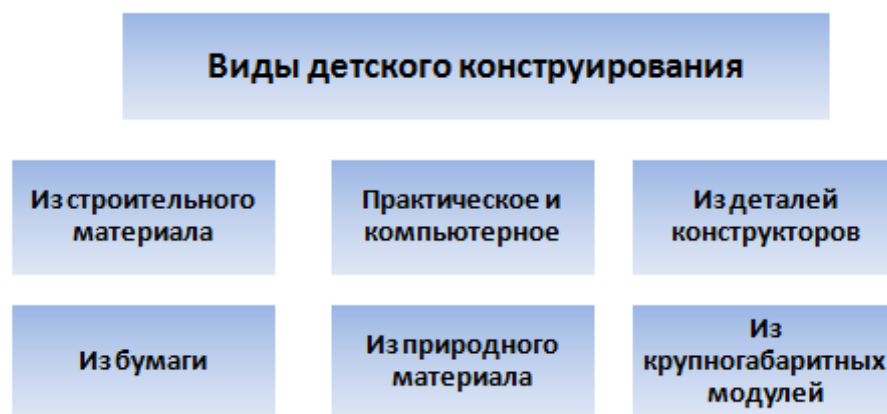 Виды детского конструирования
Из строительного
материала
Практическое и
компьютерное
Из деталей
конструкторов
Из бумаги
Из природного
материала
Из
крупногабаритных
модулей